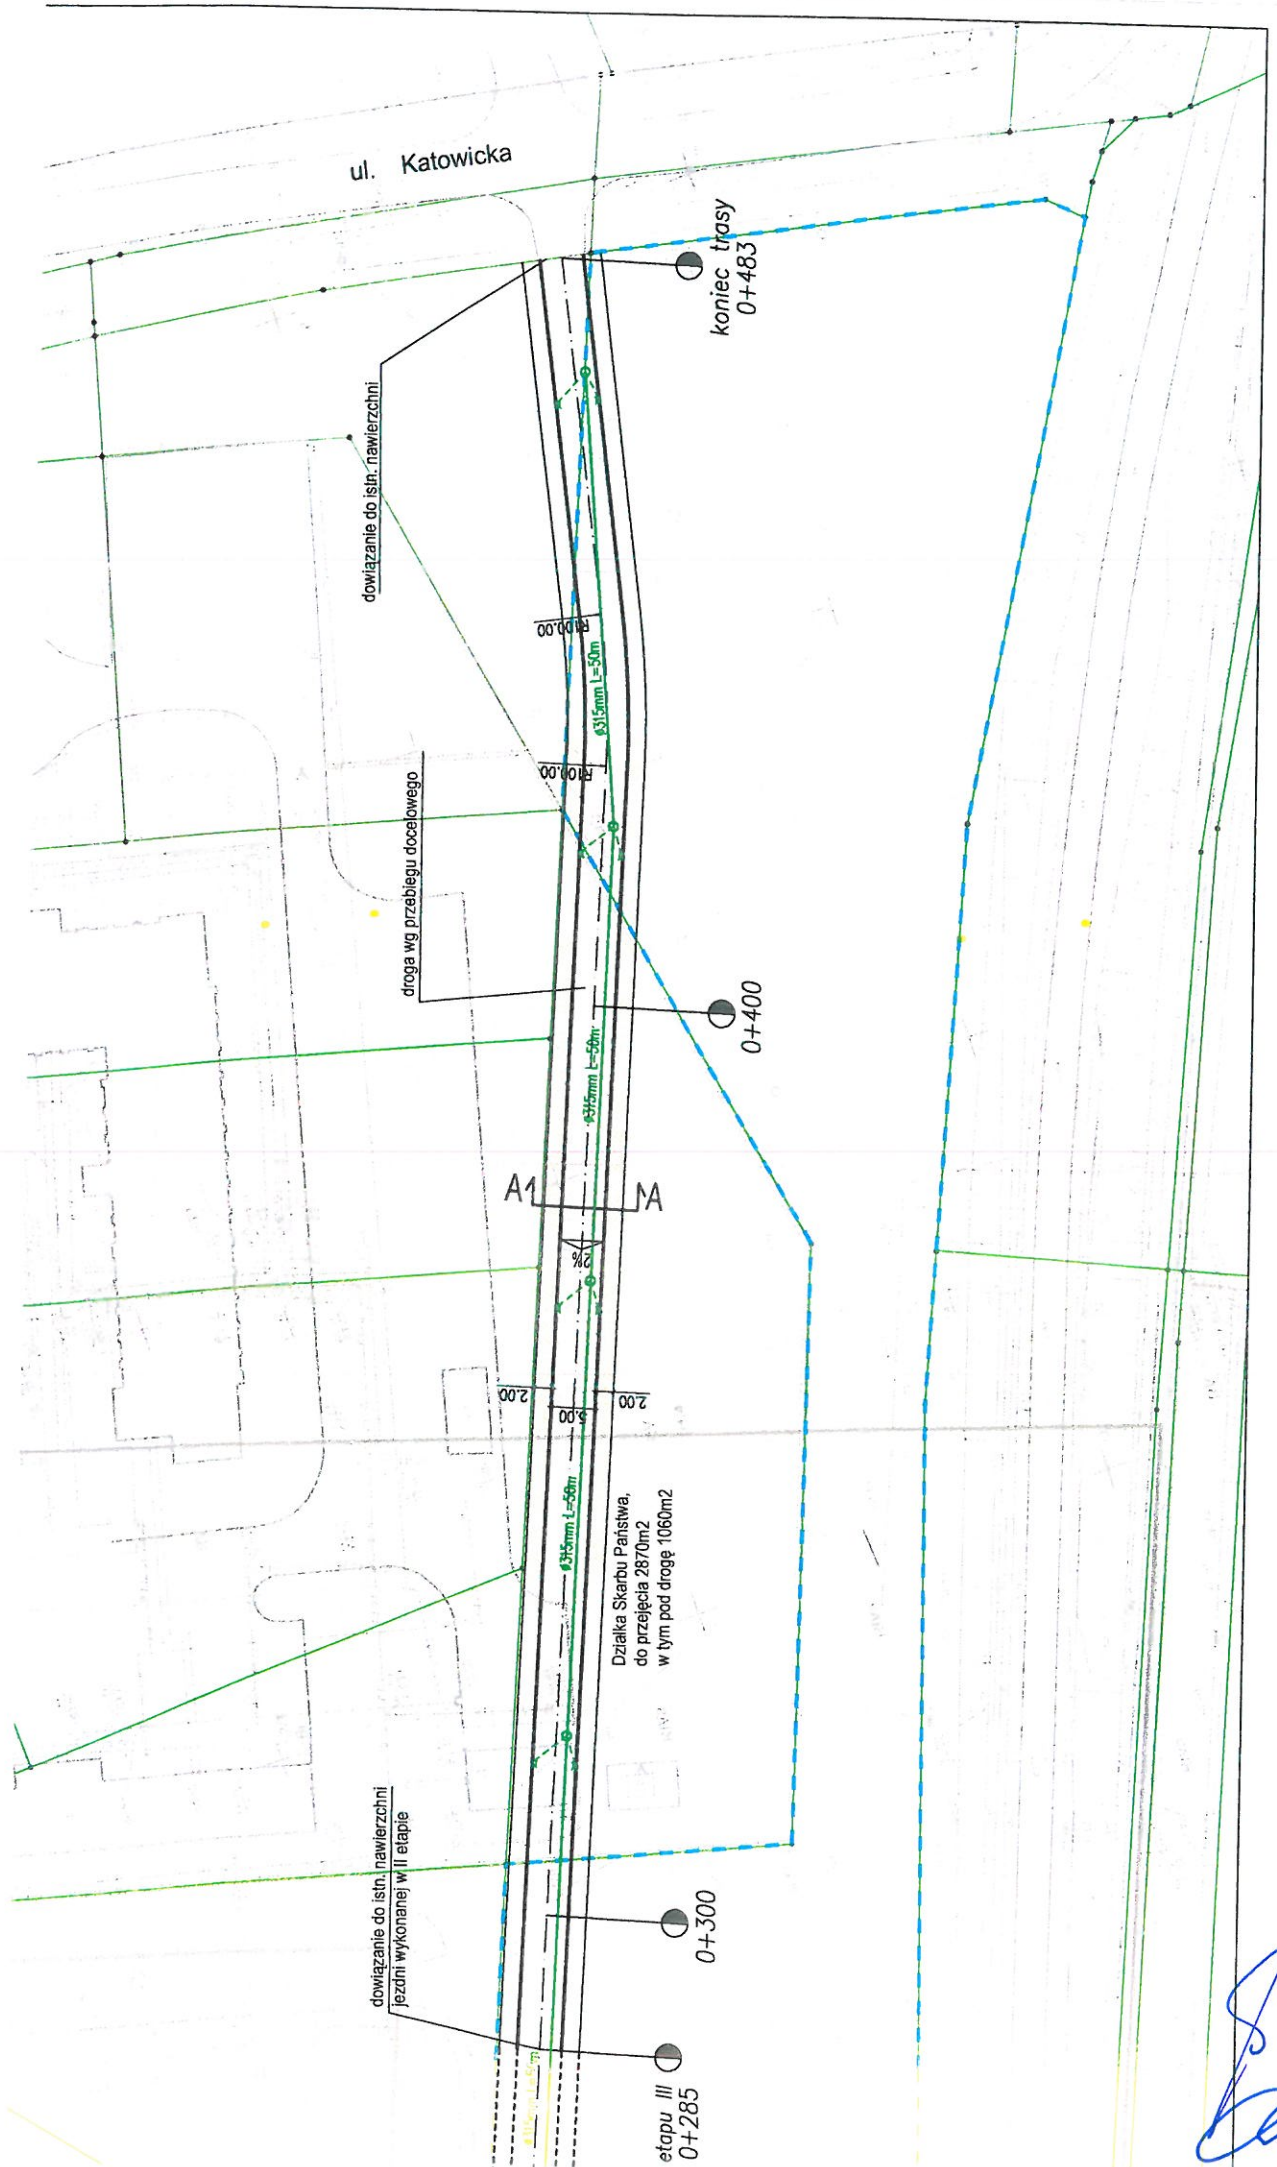 ul. Katowicka
koniec trasy
0+483
dowiązanie do istn. nawierzchni
R100.00
ø315mm L=50m
R100.00
droga wg przebiegu docelowego
0+400
ø315mm L=50m
A
A
2%
2.00
5.00
2.00
ø315mm L=50m
Działka Skarbu Państwa,
do przejęcia 2870m2
w tym pod drogę 1060m2
dowiązanie do istn. nawierzchni
jezdni wykonanej w II etapie
0+300
ø315mm L=50m
etapu III
0+285